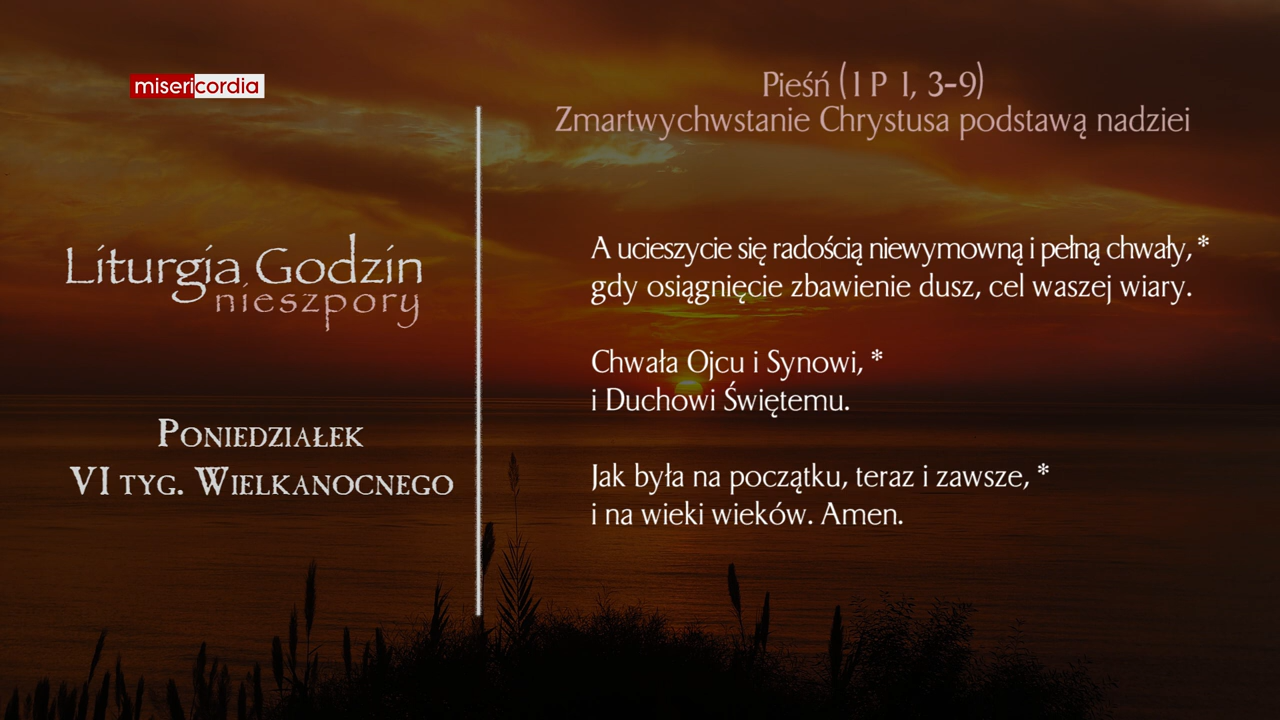 misericordia
Pieśń (1 P 1, 3-9)
Zmartwychwstanie Chrystusa podstawą nadziei
Liturgia Godzin
nieszpory
Poniedziałek
VI tyg. Wielkanocnego
A ucieszycie się radością niewymowną i pełną chwały, *
gdy osiągnięcie zbawienie dusz, cel waszej wiary.
Chwała Ojcu i Synowi, *
i Duchowi Świętemu.
Jak była na początku, teraz i zawsze, *
i na wieki wieków. Amen.